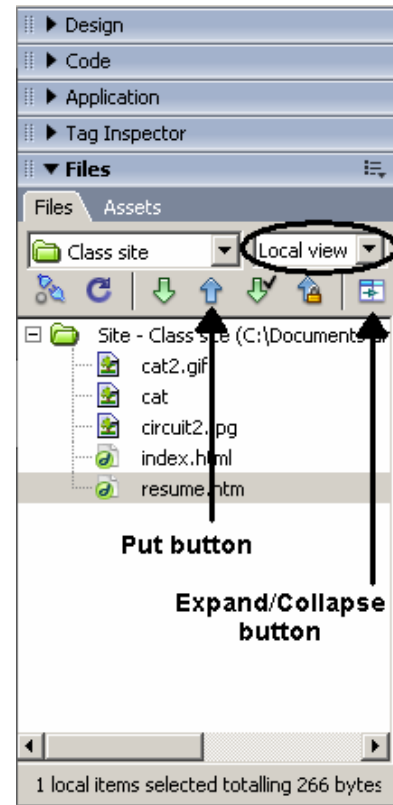 Design
Code
Application
Tag Inspector
Files
Files Assets
Class site Local view
Site - Class site (C:\Documents
cat2.gif
cat
circuit2.jpg
index.html
resume.htm
Put button
Expand/Collapse
button
1 local items selected totalling 266 bytes